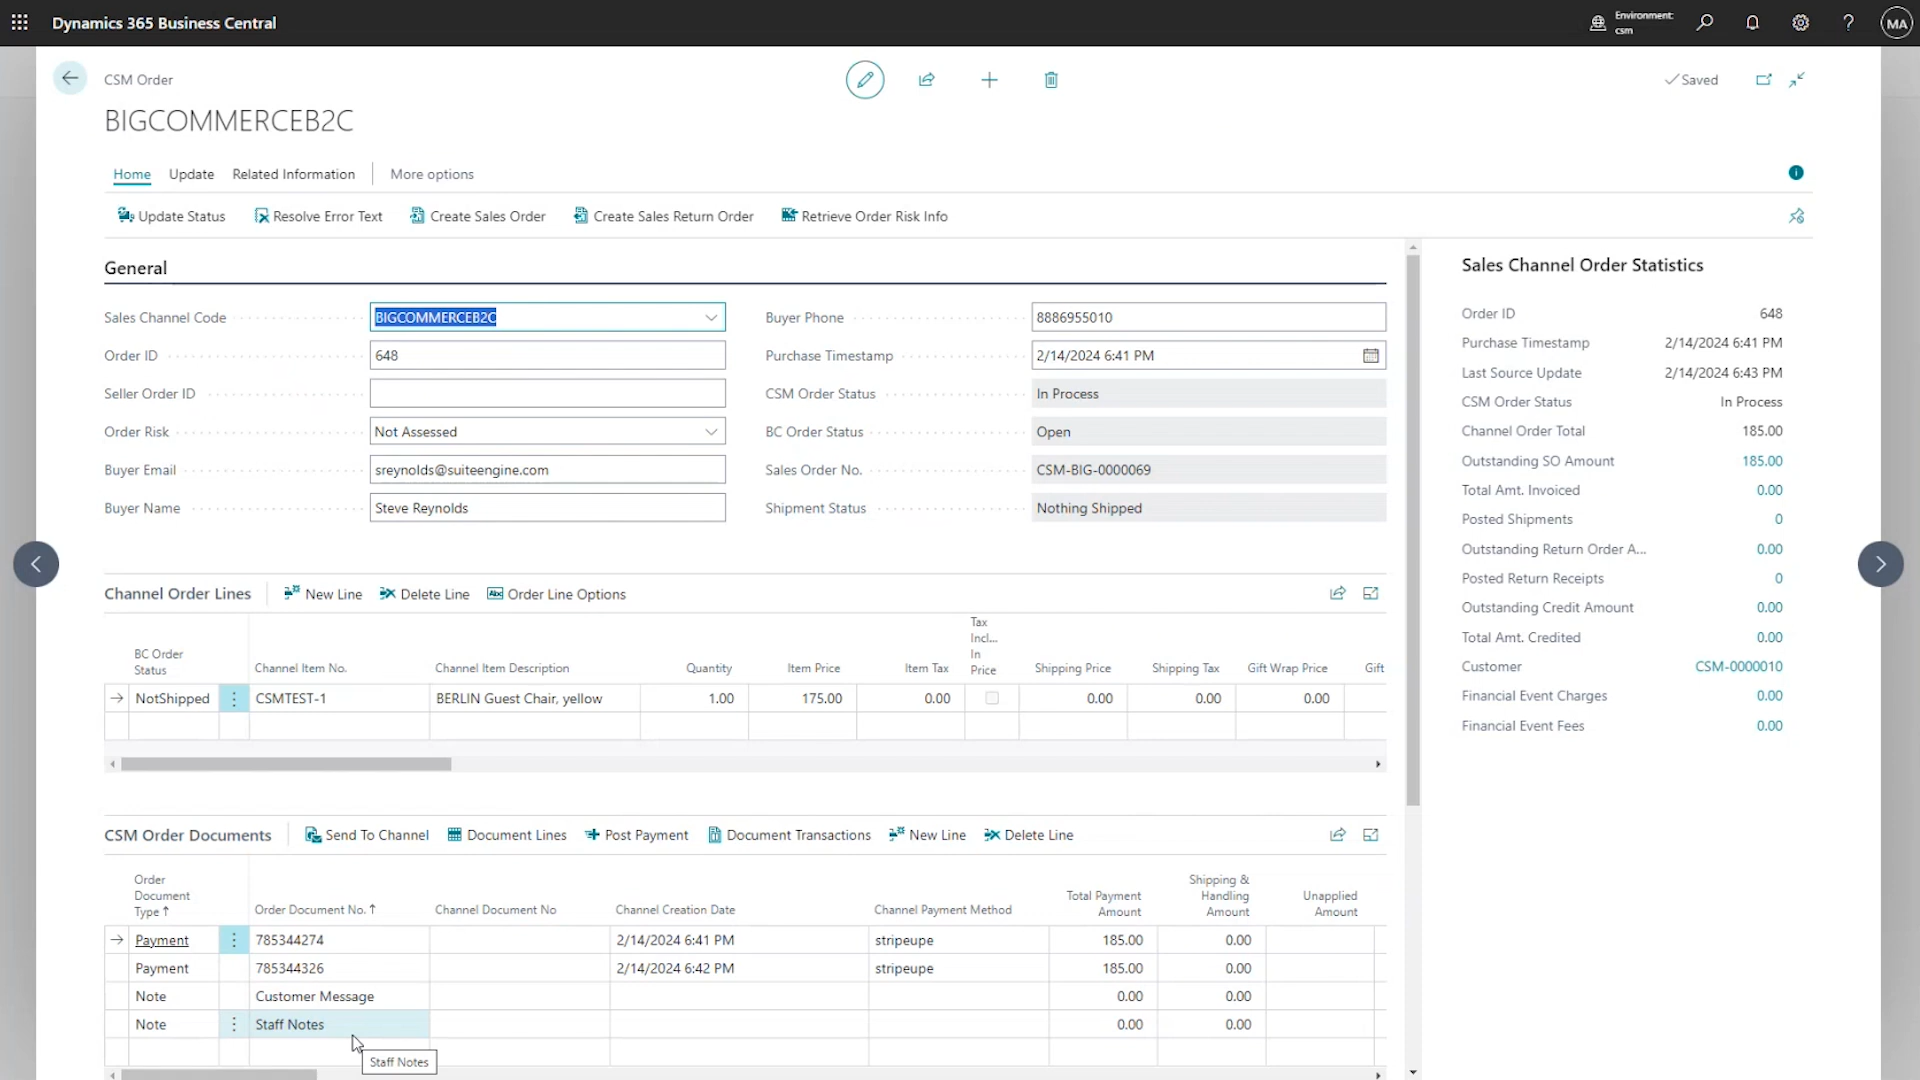 Dynamics 365 Business Central
Environment:
csm
?
MA
CSM Order
Saved
BIGCOMMERCEB2C
Home Update Related Information More options
Update Status Resolve Error Text Create Sales Order Create Sales Return Order Retrieve Order Risk Info
General
Sales Channel Code BIGCOMMERCEB2C Buyer Phone 8886955010
Order ID 648 Purchase Timestamp 2/14/2024 6:41 PM
Seller Order ID CSM Order Status In Process
Order Risk Not Assessed BC Order Status Open
Buyer Email sreynolds@suiteengine.com Sales Order No. CSM-BIG-0000069
Buyer Name Steve Reynolds Shipment Status Nothing Shipped
Sales Channel Order Statistics
Order ID 648
Purchase Timestamp 2/14/2024 6:41 PM
Last Source Update 2/14/2024 6:43 PM
CSM Order Status In Process
Channel Order Total 185.00
Outstanding SO Amount 185.00
Total Amt. Invoiced 0.00
Posted Shipments 0
Outstanding Return Order A... 0.00
Posted Return Receipts 0
Outstanding Credit Amount 0.00
Total Amt. Credited 0.00
Customer CSM-0000010
Financial Event Charges 0.00
Financial Event Fees 0.00
Channel Order Lines New Line Delete Line Abc Order Line Options
BC Order Status Channel Item No. Channel Item Description Quantity Item Price Item Tax Tax Incl... In Price Shipping Price Shipping Tax Gift Wrap Price Gift
NotShipped CSMTEST-1 BERLIN Guest Chair, yellow 1.00 175.00 0.00 0.00 0.00 0.00
CSM Order Documents Send To Channel Document Lines Post Payment Document Transactions New Line Delete Line
Order Document Type ↑ Order Document No. ↑ Channel Document No Channel Creation Date Channel Payment Method Total Payment Amount Shipping & Handling Amount Unapplied Amount
Payment 785344274 2/14/2024 6:41 PM stripeupe 185.00 0.00
Payment 785344326 2/14/2024 6:42 PM stripeupe 185.00 0.00
Note Customer Message 0.00 0.00
Note Staff Notes 0.00 0.00
Staff Notes